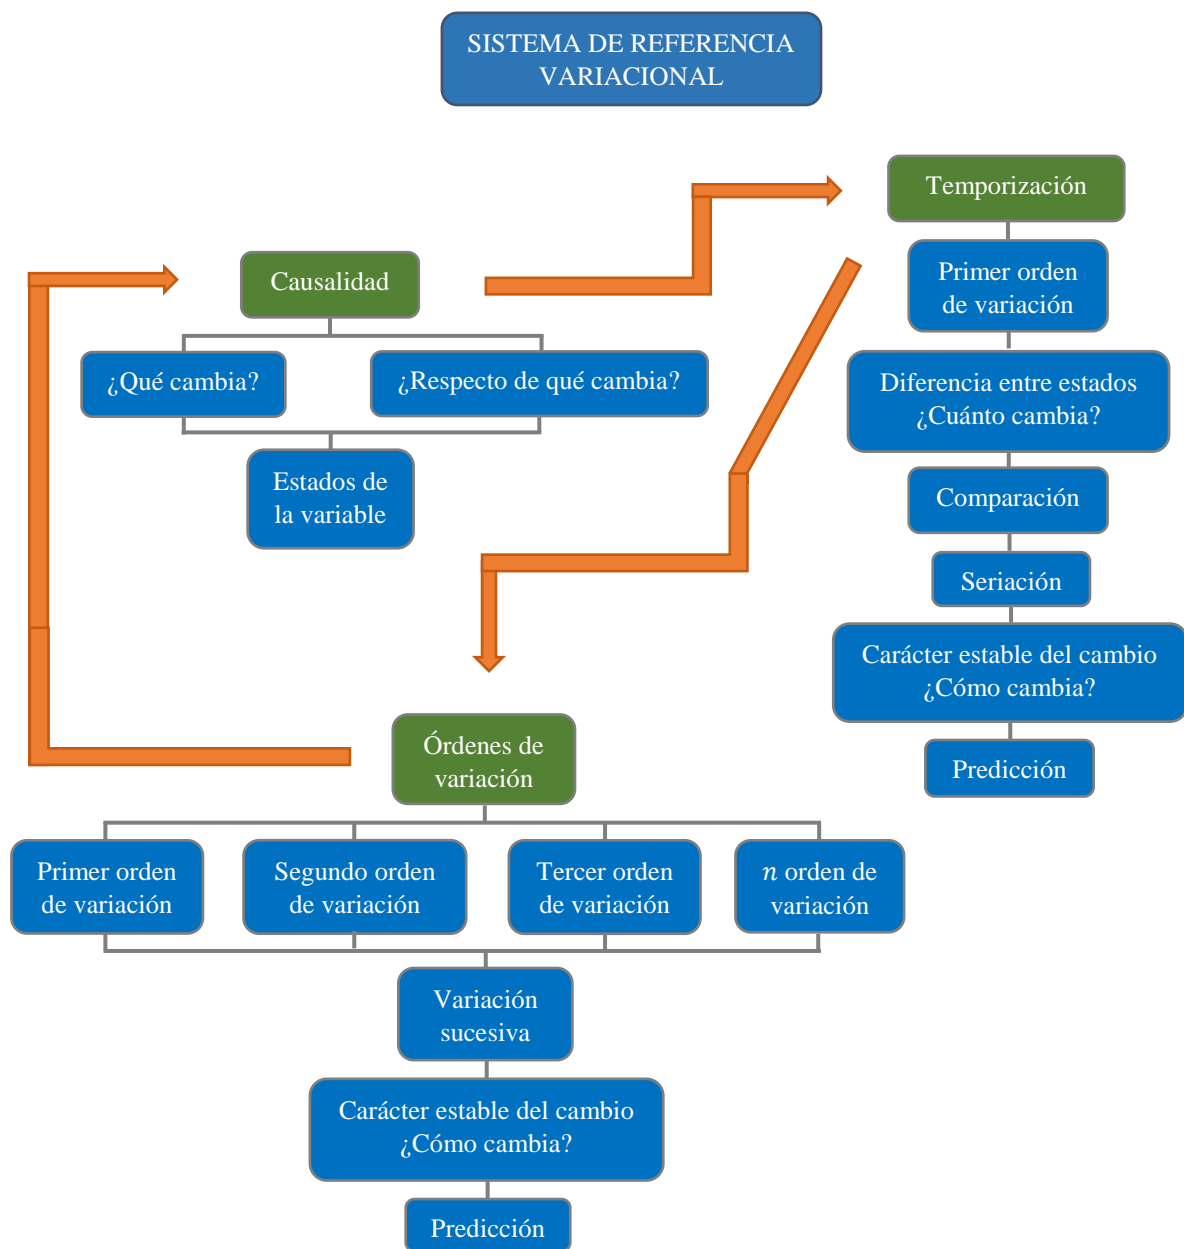 SISTEMA DE REFERENCIA
VARIACIONAL
Temporización
Primer orden
de variación
Diferencia entre estados
¿Cuánto cambia?
Comparación
Seriación
Carácter estable del cambio
¿Cómo cambia?
Predicción
Causalidad
¿Qué cambia?
¿Respecto de qué cambia?
Estados de
la variable
Órdenes de
variación
Primer orden
de variación
Segundo orden
de variación
Tercer orden
de variación
n orden de
variación
Variación
sucesiva
Carácter estable del cambio
¿Cómo cambia?
Predicción